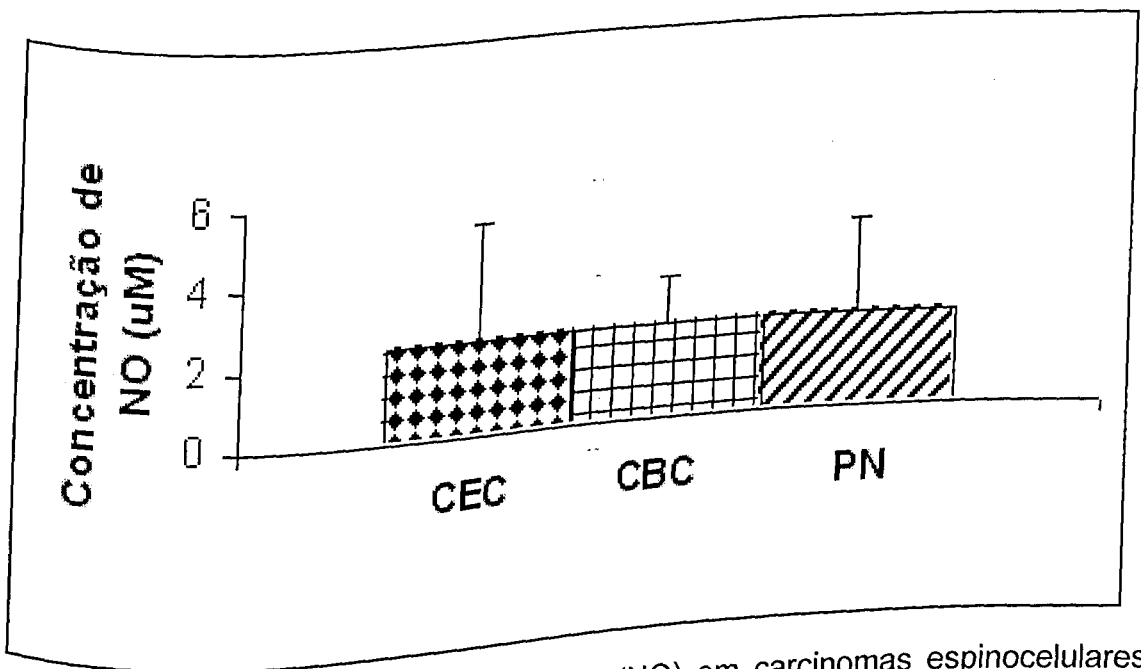 Concentração de
NO (uM)
6
4
2
0
CEC
CBC
PN
(NO) em carcinomas espinocelulares